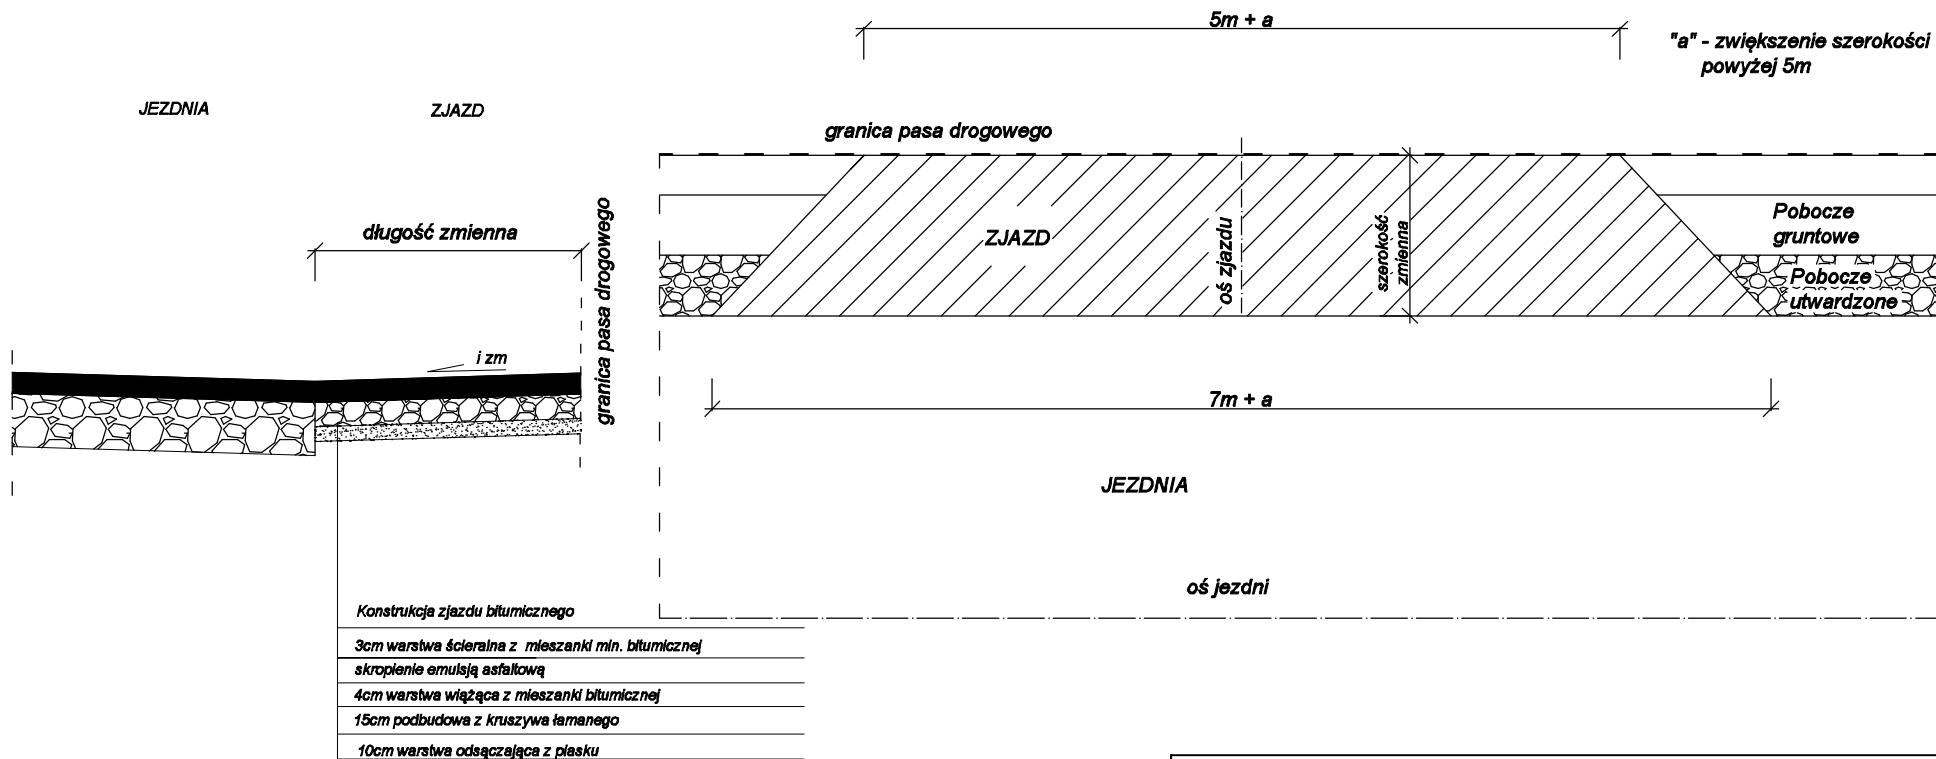 5m + a
"a" - zwiększenie szerokości
powyżej 5m
JEZDNIA
ZJAZD
granica pasa drogowego
długość zmienna
granica pasa drogowego
ZJAZD
oś zjazdu
szerokość
zmienna
Pobocze
gruntowe
Pobocze
utwardzone
i zm
7m + a
JEZDNIA
oś jezdni
Konstrukcja zjazdu bitumicznego
3cm warstwa ścieralna z mieszanki min. bitumicznej
skropienie emulsją asfaltową
4cm warstwa wiążąca z mieszanki bitumicznej
15cm podbudowa z kruszywa łamanego
10cm warstwa odsączająca z piasku